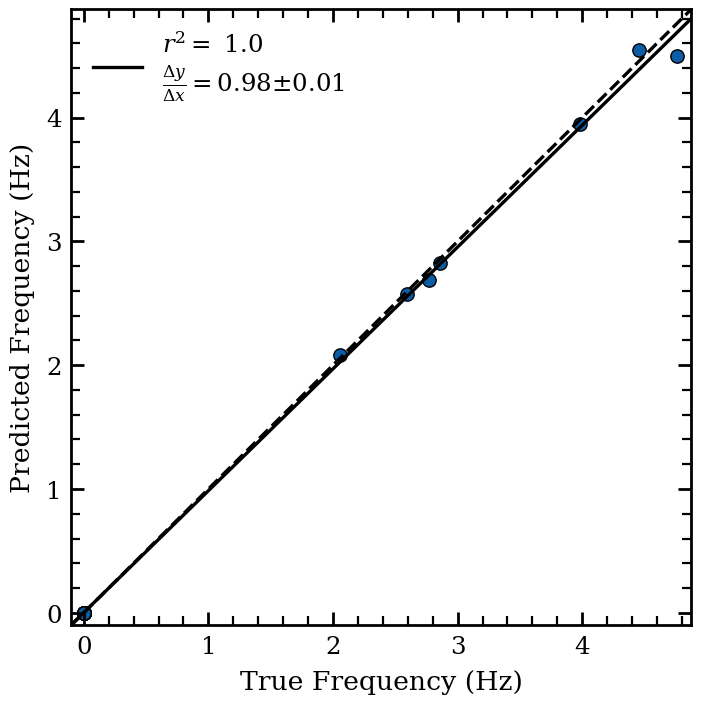 r² = 1.0
Δy/Δx = 0.98±0.01
4
3
2
1
0
0 1 2 3 4
Predicted Frequency (Hz)
True Frequency (Hz)